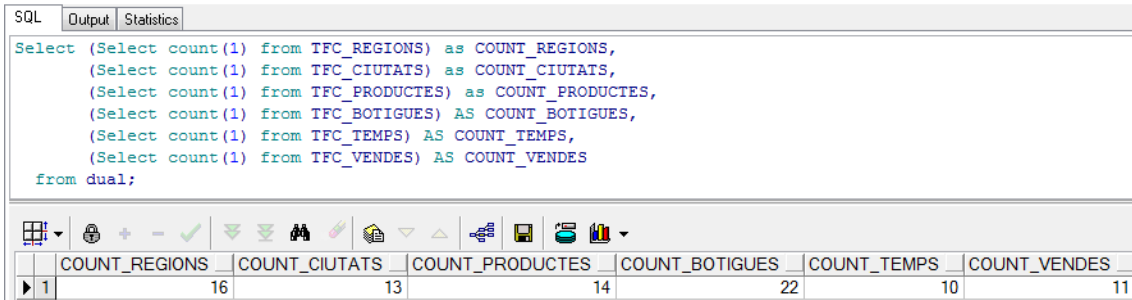 SQL Output Statistics
Select (Select count(1) from TFC_REGIONS) as COUNT_REGIONS,
(Select count(1) from TFC_CIUTATS) as COUNT_CIUTATS,
(Select count(1) from TFC_PRODUCTES) as COUNT_PRODUCTES,
(Select count(1) from TFC_BOTIGUES) AS COUNT_BOTIGUES,
(Select count(1) from TFC_TEMPS) AS COUNT_TEMPS,
(Select count(1) from TFC_VENDES) AS COUNT_VENDES
from dual;
COUNT_REGIONS COUNT_CIUTATS COUNT_PRODUCTES COUNT_BOTIGUES COUNT_TEMPS COUNT_VENDES
1 16 13 14 22 10 11